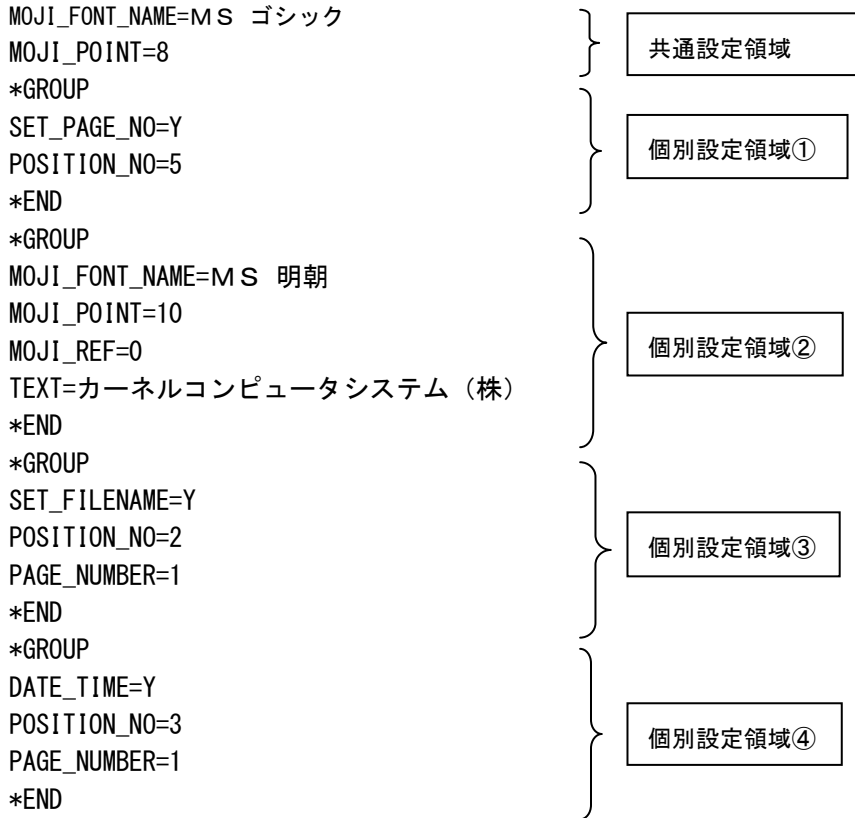 MOJI_FONT_NAME=ＭＳ ゴシック
MOJI_POINT=8
共通設定領域
*GROUP
SET_PAGE_NO=Y
POSITION_NO=5
*END
個別設定領域①
*GROUP
MOJI_FONT_NAME=ＭＳ 明朝
MOJI_POINT=10
MOJI_REF=0
TEXT=カーネルコンピュータシステム（株）
*END
個別設定領域②
*GROUP
SET_FILENAME=Y
POSITION_NO=2
PAGE_NUMBER=1
*END
個別設定領域③
*GROUP
DATE_TIME=Y
POSITION_NO=3
PAGE_NUMBER=1
*END
個別設定領域④